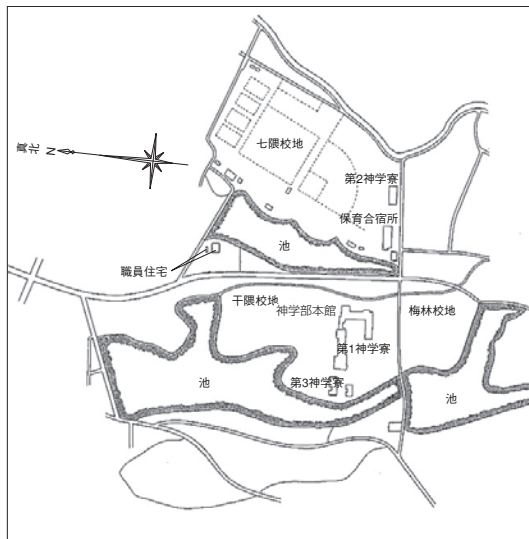 七隈校地
真北 N
第2神学寮
保育合宿所
池
職員住宅
干隈校地
神学部本館
梅林校地
第1神学寮
第3神学寮
池
池